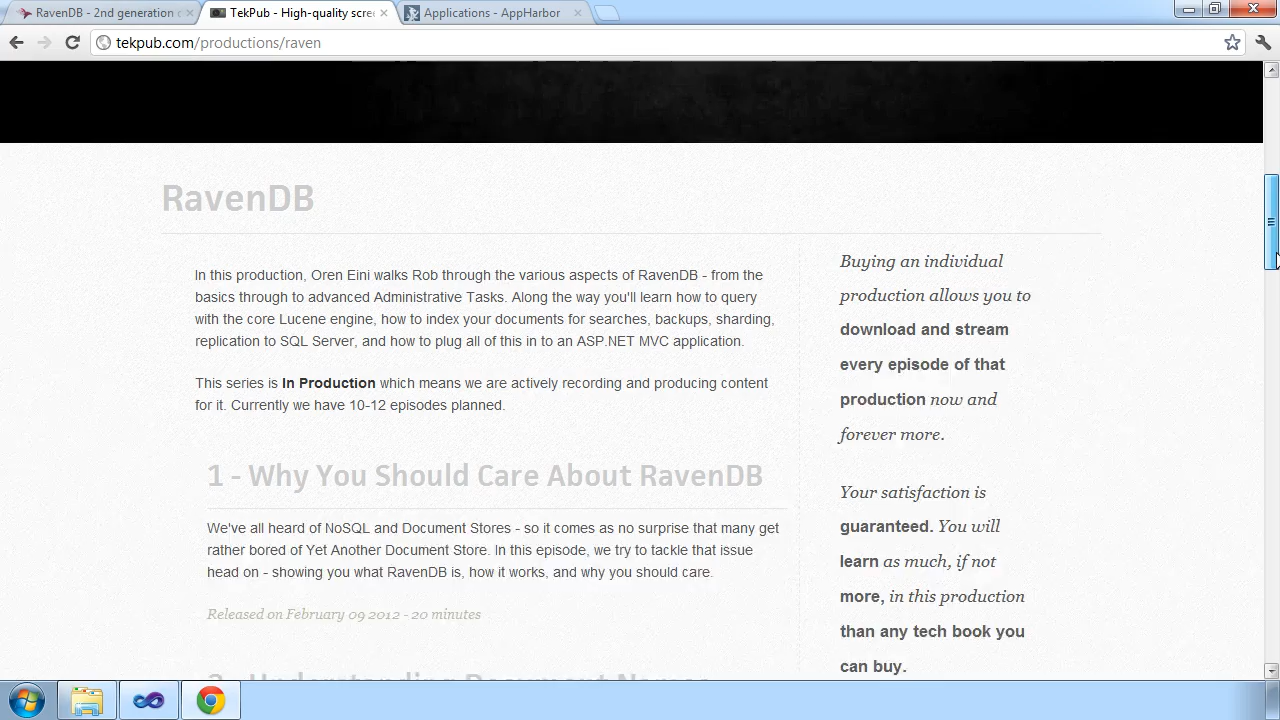 RavenDB - 2nd generation d
TekPub - High-quality scree
Applications - AppHarbor
tekpub.com/productions/raven
RavenDB
In this production, Oren Eini walks Rob through the various aspects of RavenDB - from the
basics through to advanced Administrative Tasks. Along the way you'll learn how to query
with the core Lucene engine, how to index your documents for searches, backups, sharding,
replication to SQL Server, and how to plug all of this in to an ASP.NET MVC application.
This series is In Production which means we are actively recording and producing content
for it. Currently we have 10-12 episodes planned.
1 - Why You Should Care About RavenDB
We've all heard of NoSQL and Document Stores - so it comes as no surprise that many get
rather bored of Yet Another Document Store. In this episode, we try to tackle that issue
head on - showing you what RavenDB is, how it works, and why you should care.
Released on February 09 2012 - 20 minutes
2 - Understanding Document Names
Buying an individual
production allows you to
download and stream
every episode of that
production now and
forever more.
Your satisfaction is
guaranteed. You will
learn as much, if not
more, in this production
than any tech book you
can buy.